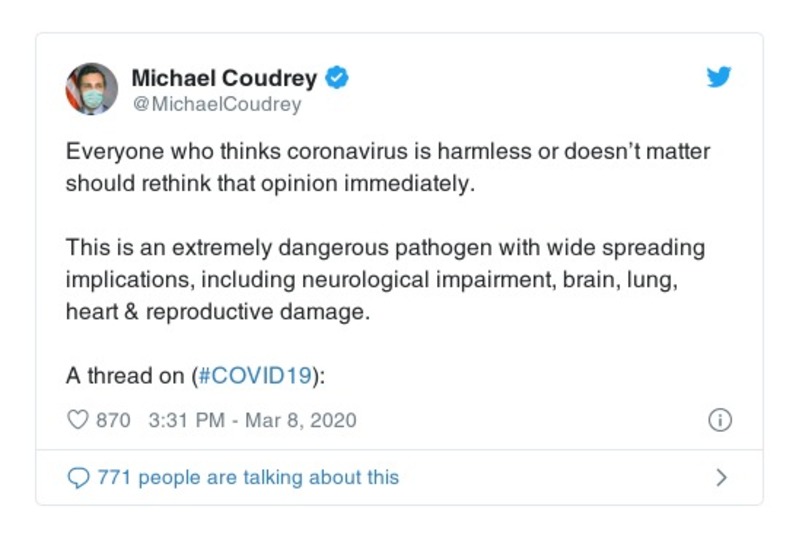 Michael Coudrey
@MichaelCoudrey
Everyone who thinks coronavirus is harmless or doesn’t matter
should rethink that opinion immediately.
This is an extremely dangerous pathogen with wide spreading
implications, including neurological impairment, brain, lung,
heart & reproductive damage.
A thread on (#COVID19):
870 3:31 PM - Mar 8, 2020
771 people are talking about this